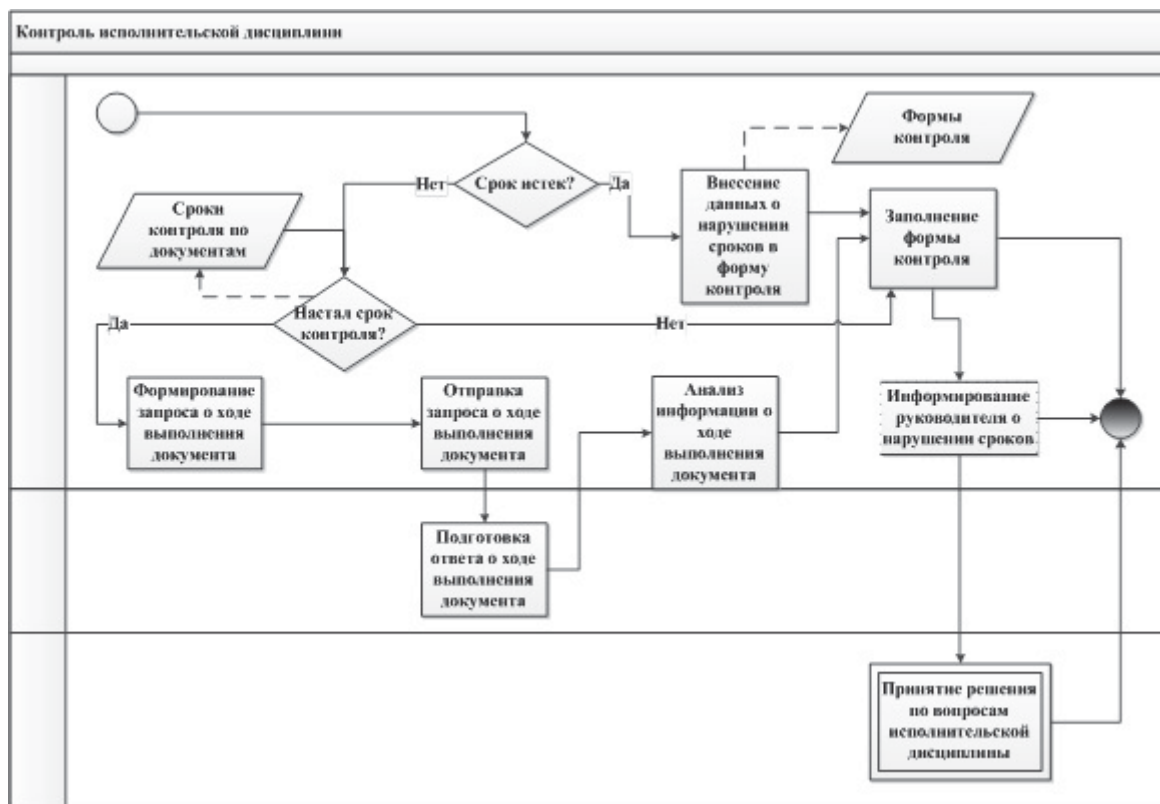 Контроль исполнительской дисциплини
Формы
контроля
Срок истек?
Нет
Да
Внесение
данных о
нарушении
сроков в
форму
контроля
Сроки
контроля по
документам
Заполнение
формы
контроля
Настал срок
контроля?
Да
Нет
Формирование
запроса о ходе
выполнения
документа
Отправка
запроса о ходе
выполнения
документа
Анализ
информации о
ходе
выполнения
документа
Информирование
руководителя о
нарушении сроков
Подготовка
ответа о ходе
выполнения
документа
Принятие решения
по вопросам
исполнительской
дисциплины